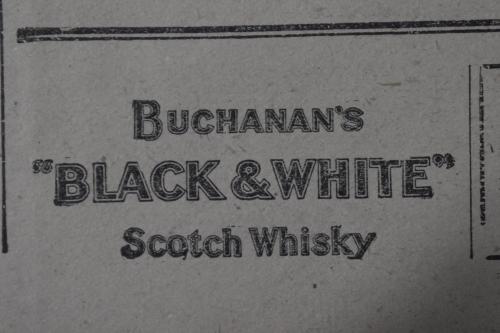 BUCHANAN'S
"BLACK & WHITE"
Scotch Whisky